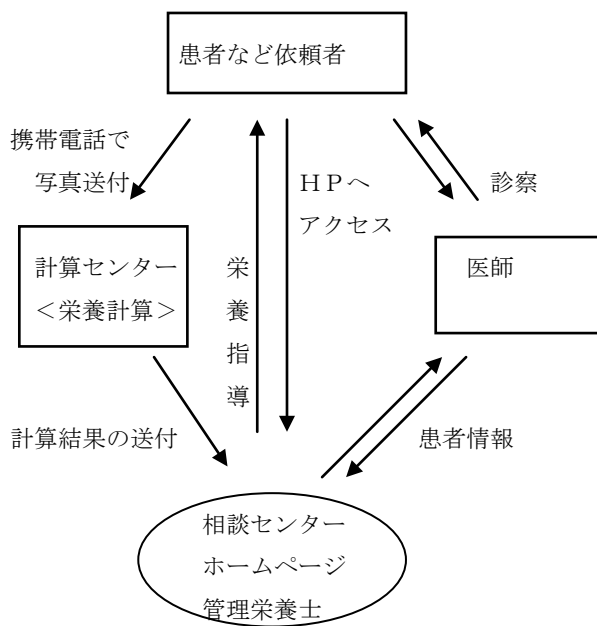 患者など依頼者
携帯電話で
写真送付
HPへ
アクセス
診察
計算センター
<栄養計算>
栄養指導
医師
計算結果の送付
患者情報
相談センター
ホームページ
管理栄養士